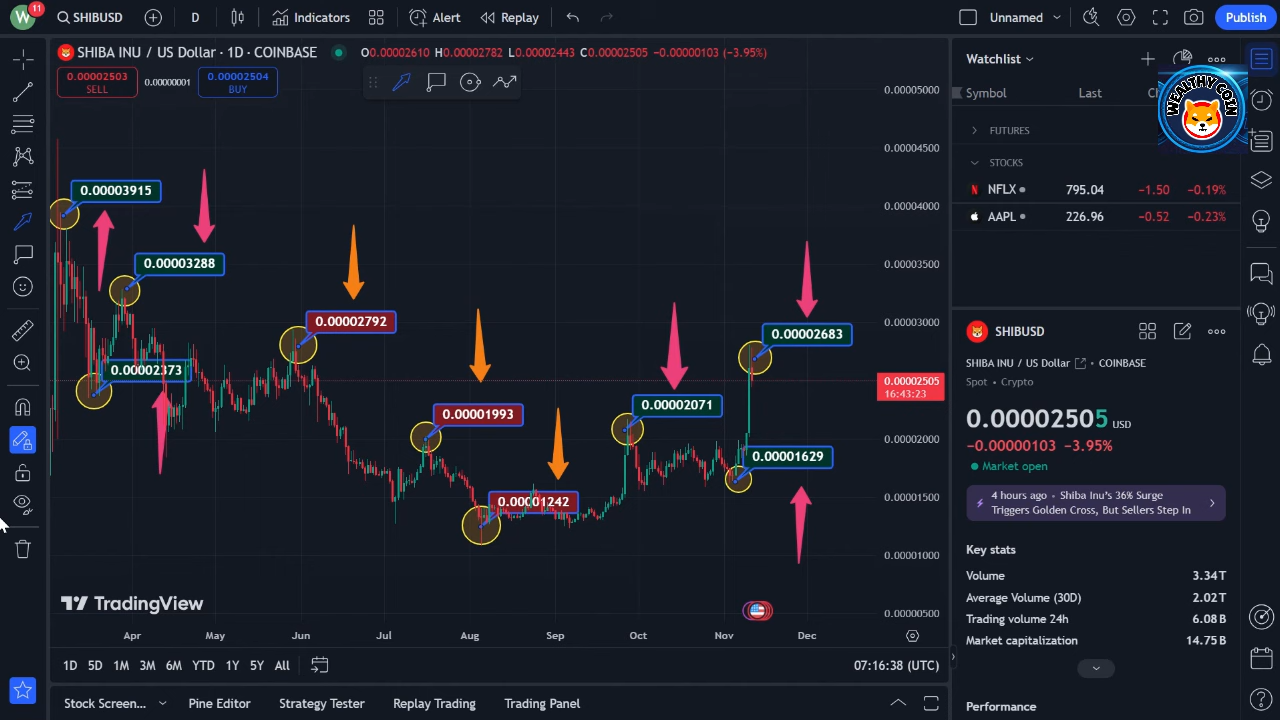 W
11
SHIBUSD
D
Indicators
Alert
Replay
Unnamed
Publish
SHIBA INU / US Dollar · 1D · COINBASE
O0.00002610 H0.00002782 L0.00002443 C0.00002505 −0.00000103 (−3.95%)
0.00002503
SELL
0.00000001
0.00002504
BUY
0.00003915
0.00003288
0.00002373
0.00002792
0.00001993
0.00001242
0.00002071
0.00002683
0.00001629
0.00005000
0.00004500
0.00004000
0.00003500
0.00003000
0.00002505
16:43:23
0.00002000
0.00001500
0.00001000
0.00000500
TradingView
Apr May Jun Jul Aug Sep Oct Nov Dec
1D 5D 1M 3M 6M YTD 1Y 5Y All
07:16:38 (UTC)
Stock Screen... Pine Editor Strategy Tester Replay Trading Trading Panel
Watchlist
Symbol Last
WEALTHY COIN
FUTURES
STOCKS
NFLX 795.04 −1.50 −0.19%
AAPL 226.96 −0.52 −0.23%
SHIBUSD
SHIBA INU / US Dollar · COINBASE
Spot · Crypto
0.00002505 USD
−0.00000103 −3.95%
Market open
4 hours ago · Shiba Inu's 36% Surge
Triggers Golden Cross, But Sellers Step In
Key stats
Volume 3.34T
Average Volume (30D) 2.02T
Trading volume 24h 6.08B
Market capitalization 14.75B
Performance